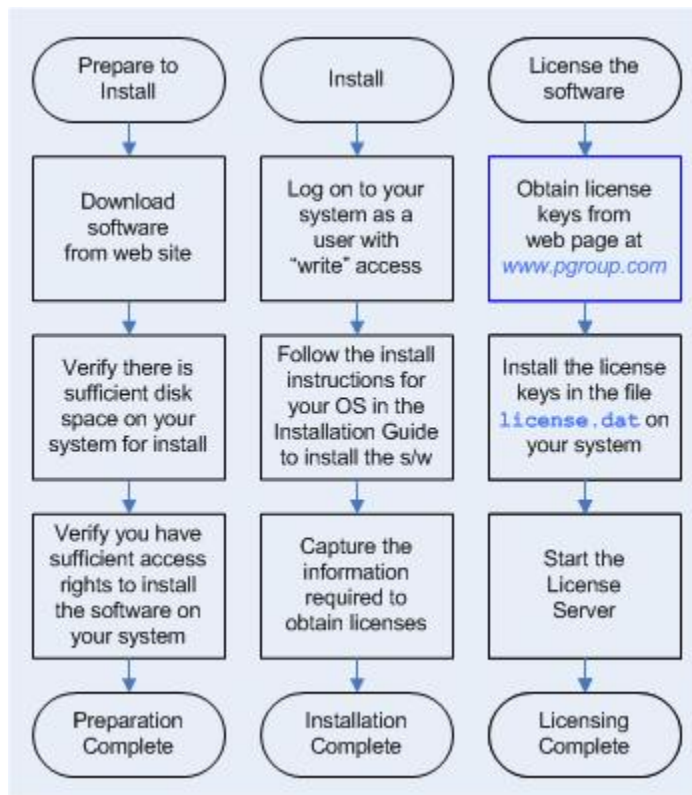 Prepare to
Install
Download
software
from web site
Verify there is
sufficient disk
space on your
system for install
Verify you have
sufficient access
rights to install
the software on
your system
Preparation
Complete
Install
Log on to your
system as a
user with
“write” access
Follow the install
instructions for
your OS in the
Installation Guide
to install the s/w
Capture the
information
required to
obtain licenses
Installation
Complete
License the
software
Obtain license
keys from
web page at
www.pgroup.com
Install the license
keys in the file
license.dat on
your system
Start the
License
Server
Licensing
Complete